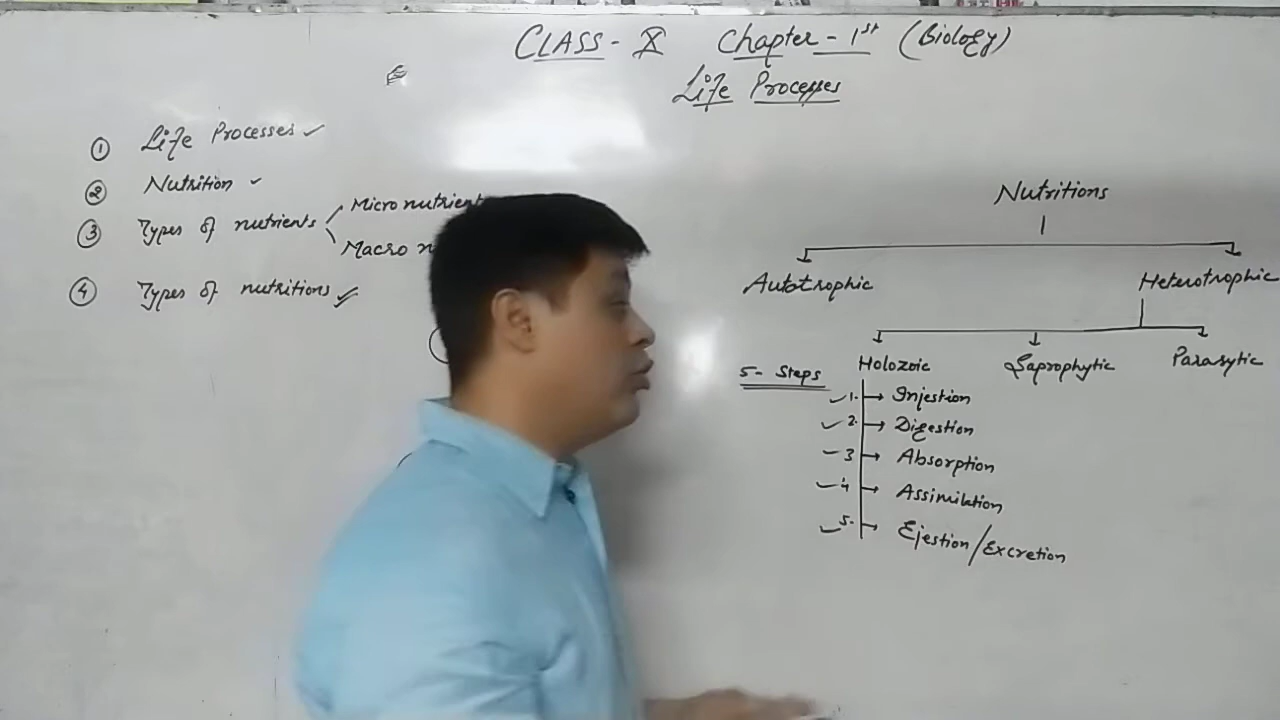 CLASS - X Chapter - 1st (Biology)
Life Processes
① Life Processes ✓
② Nutrition ✓
③ Types of nutrients
Micro nutrient
Macro
④ Types of nutritions ✓
Nutritions
Autotrophic
Heterotrophic
Holozoic
Saprophytic
Parasytic
5 - Steps
1. Injestion
2. Digestion
3 Absorption
4 Assimilation
5. Ejestion/Excretion